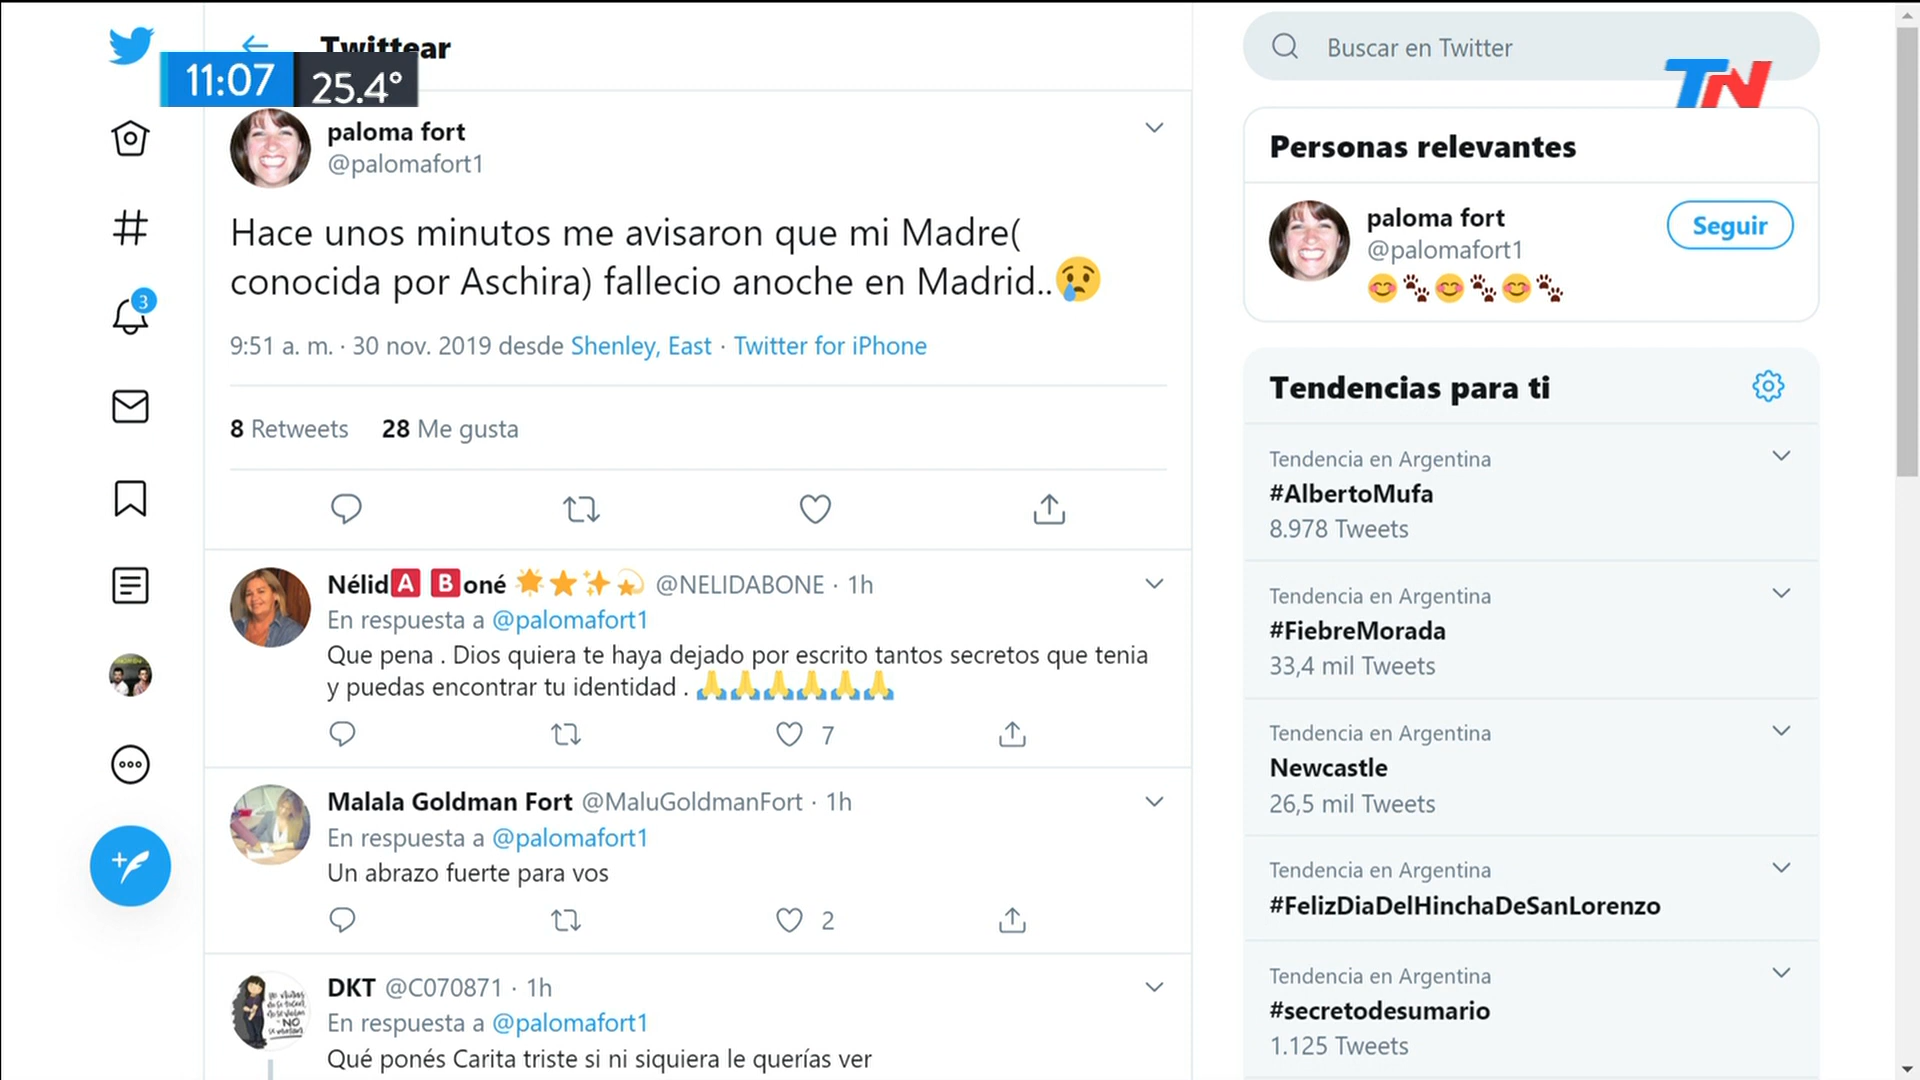 Twittear
11:07
25.4°
Buscar en Twitter
TN
paloma fort
@palomafort1
Hace unos minutos me avisaron que mi Madre(
conocida por Aschira) fallecio anoche en Madrid..😢
9:51 a. m. · 30 nov. 2019 desde Shenley, East · Twitter for iPhone
8 Retweets 28 Me gusta
3
Nélid🅰 🅱oné 🌟⭐✨💫 @NELIDABONE · 1h
En respuesta a @palomafort1
Que pena . Dios quiera te haya dejado por escrito tantos secretos que tenia
y puedas encontrar tu identidad . 🙏🙏🙏🙏🙏🙏
7
Malala Goldman Fort @MaluGoldmanFort · 1h
En respuesta a @palomafort1
Un abrazo fuerte para vos
2
DKT @C070871 · 1h
En respuesta a @palomafort1
Qué ponés Carita triste si ni siquiera le querías ver
Personas relevantes
paloma fort
@palomafort1
😊🐾😊🐾😊🐾
Seguir
Tendencias para ti
Tendencia en Argentina
#AlbertoMufa
8.978 Tweets
Tendencia en Argentina
#FiebreMorada
33,4 mil Tweets
Tendencia en Argentina
Newcastle
26,5 mil Tweets
Tendencia en Argentina
#FelizDiaDelHinchaDeSanLorenzo
Tendencia en Argentina
#secretodesumario
1.125 Tweets